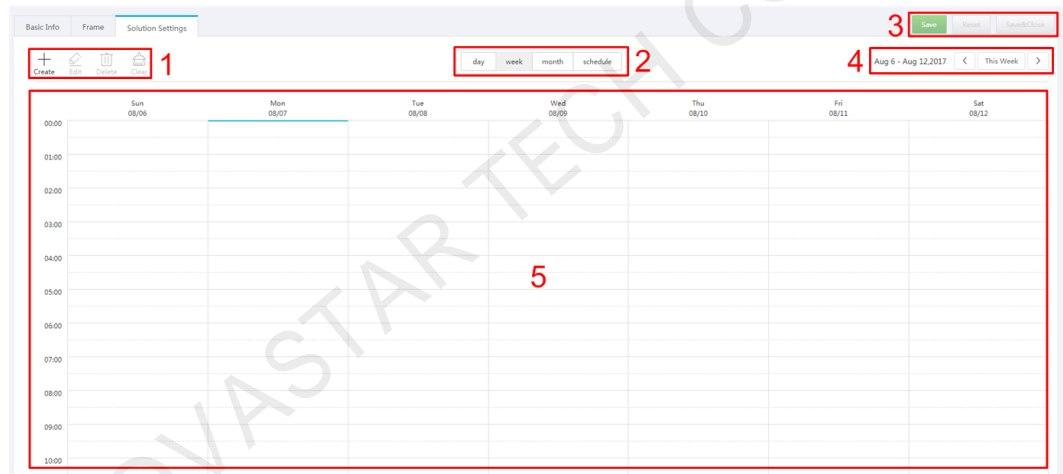 Basic Info Frame Solution Settings 3 Save Reset Save&Close
Create Edit Delete Clear 1 day week month schedule 2 4 Aug 6 - Aug 12,2017 < This Week >
Sun Mon Tue Wed Thu Fri Sat
08/06 08/07 08/08 08/09 08/10 08/11 08/12
00:00
01:00
02:00
03:00
04:00
5
05:00
06:00
07:00
08:00
09:00
10:00
OVASTAR TECH CO